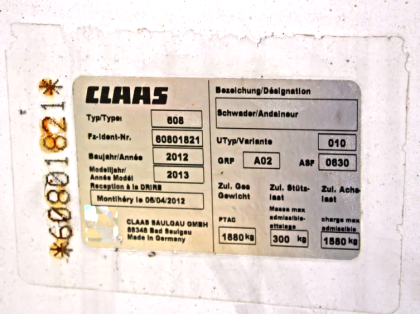 *60801821*
CLAAS
Typ/Type: 608
Fz-Ident-Nr. 60801821
Baujahr/Année 2012
Modelljahr/
Année Modèl 2013
Reception à la DRIRE
Montlhéry le 06/04/2012
CLAAS SAULGAU GMBH
88348 Bad Saulgau
Made in Germany
Bezeichung/Désignation
Schwader/Andaineur
UTyp/Variante 010
GRP A02 ASF 0630
Zul. Ges Zul. Stüts- Zul. Achs-
Gewicht last last
PTAC Masse max admissible- attelage charge max admissible
1880 kg 300 kg 1580 kg